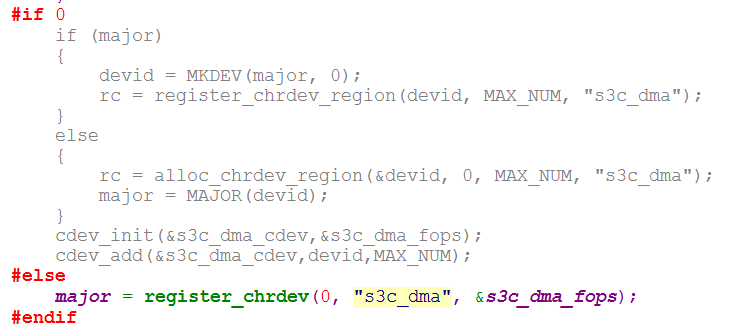 #if 0
    if (major)
    {
        devid = MKDEV(major, 0);
        rc = register_chrdev_region(devid, MAX_NUM, "s3c_dma");
    }
    else
    {
        rc = alloc_chrdev_region(&devid, 0, MAX_NUM, "s3c_dma");
        major = MAJOR(devid);
    }
    cdev_init(&s3c_dma_cdev,&s3c_dma_fops);
    cdev_add(&s3c_dma_cdev,devid,MAX_NUM);
#else
    major = register_chrdev(0, "s3c_dma", &s3c_dma_fops);
#endif